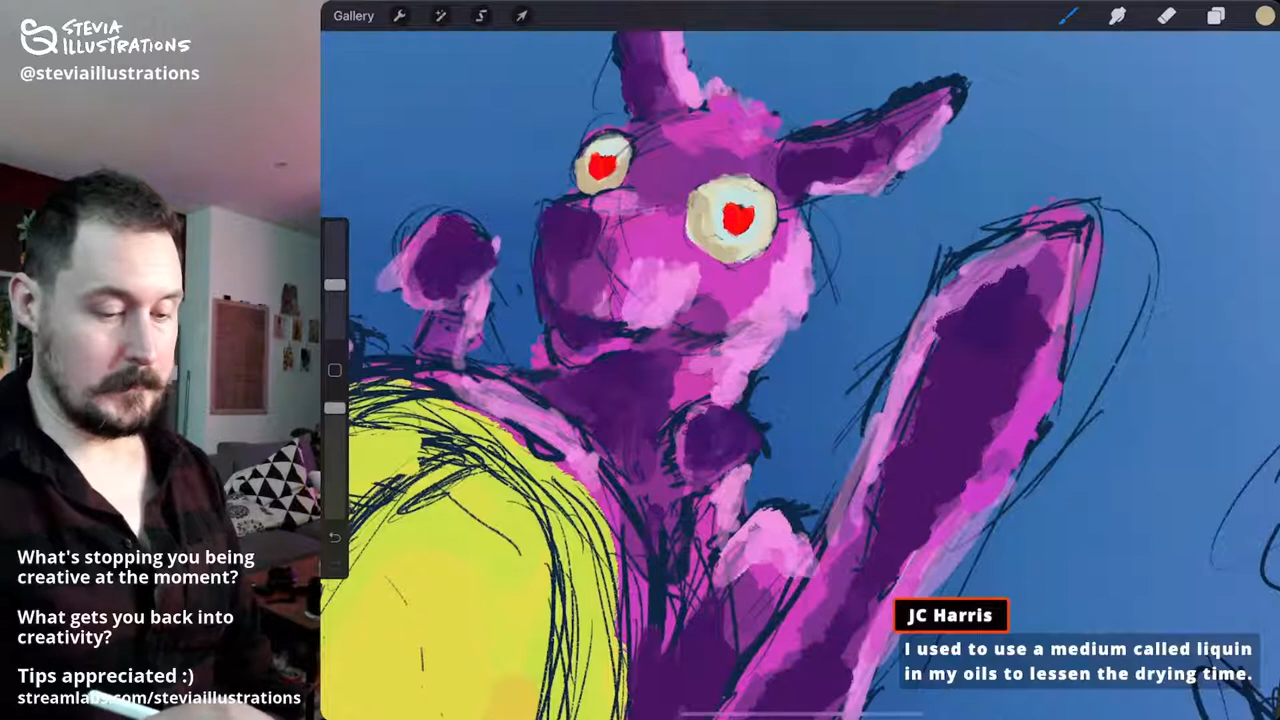 STEVIA
ILLUSTRATIONS
@steviaillustrations
Gallery
What's stopping you being
creative at the moment?
What gets you back into
creativity?
Tips appreciated :)
streamlabs.com/steviaillustrations
JC Harris
I used to use a medium called liquin
in my oils to lessen the drying time.